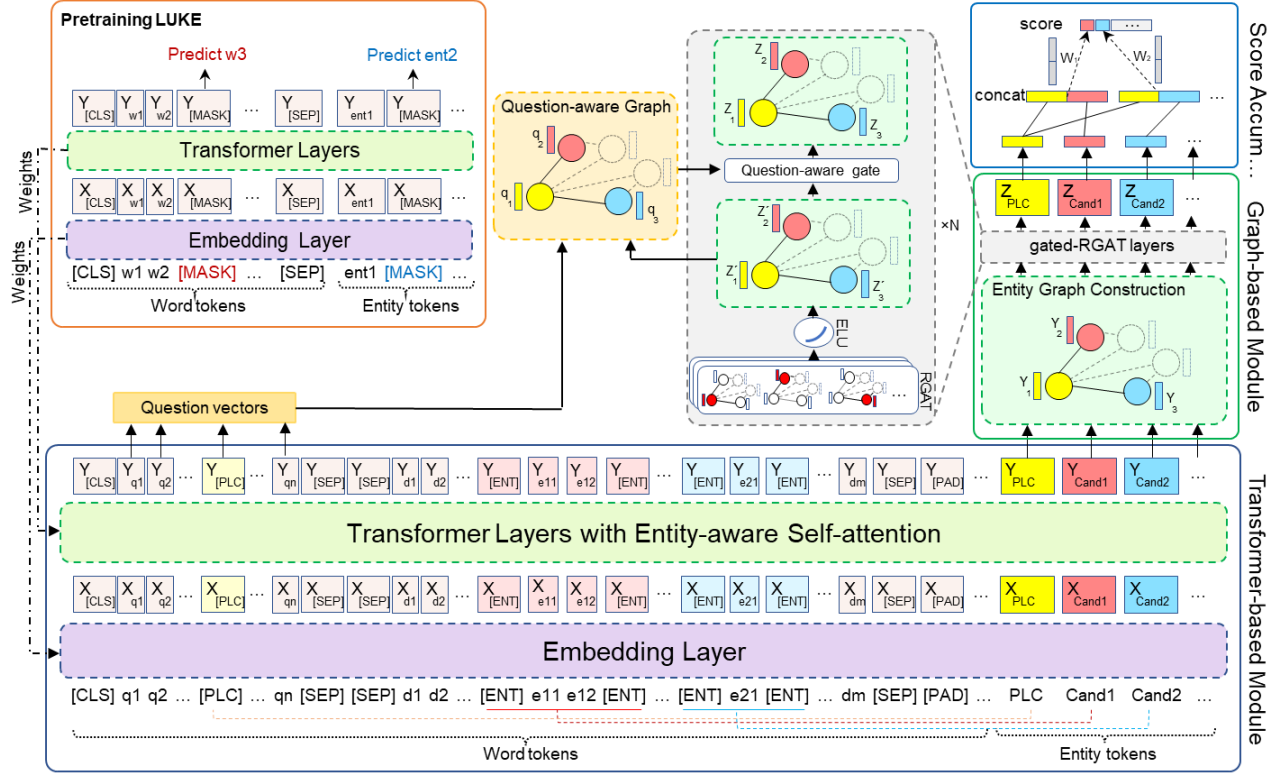 Pretraining LUKE
Predict w3 Predict ent2
Y[CLS] Yw1 Yw2 Y[MASK] ... Y[SEP] Yent1 Y[MASK] ...
Transformer Layers
X[CLS] Xw1 Xw2 X[MASK] ... X[SEP] Xent1 X[MASK] ...
Embedding Layer
[CLS] w1 w2 [MASK] ... [SEP] ent1 [MASK] ...
Word tokens Entity tokens
Weights
Weights
Question-aware Graph
q2
q1
q3
Z2
Z1
Z3
Question-aware gate
Z′2
Z′1
Z′3
×N
ELU
RGAT
...
score ...
W1 W2
concat ...
...
Score Accum...
ZPLC ZCand1 ZCand2 ...
gated-RGAT layers
Entity Graph Construction
Y2
Y1
Y3
Graph-based Module
Question vectors
Y[CLS] Yq1 Yq2 ... Y[PLC] ... Yqn Y[SEP] Y[SEP] Yd1 Yd2 ... Y[ENT] Ye11 Ye12 Y[ENT] ... Y[ENT] Ye21 Y[ENT] ... Ydm Y[SEP] Y[PAD] ... YPLC YCand1 YCand2 ...
Transformer Layers with Entity-aware Self-attention
X[CLS] Xq1 Xq2 ... X[PLC] ... Xqn X[SEP] X[SEP] Xd1 Xd2 ... X[ENT] Xe11 Xe12 X[ENT] ... X[ENT] Xe21 X[ENT] ... Xdm X[SEP] X[PAD] ... XPLC XCand1 XCand2 ...
Embedding Layer
[CLS] q1 q2 ... [PLC] ... qn [SEP] [SEP] d1 d2 ... [ENT] e11 e12 [ENT] ... [ENT] e21 [ENT] ... dm [SEP] [PAD] ... PLC Cand1 Cand2 ...
Word tokens Entity tokens
Transformer-based Module